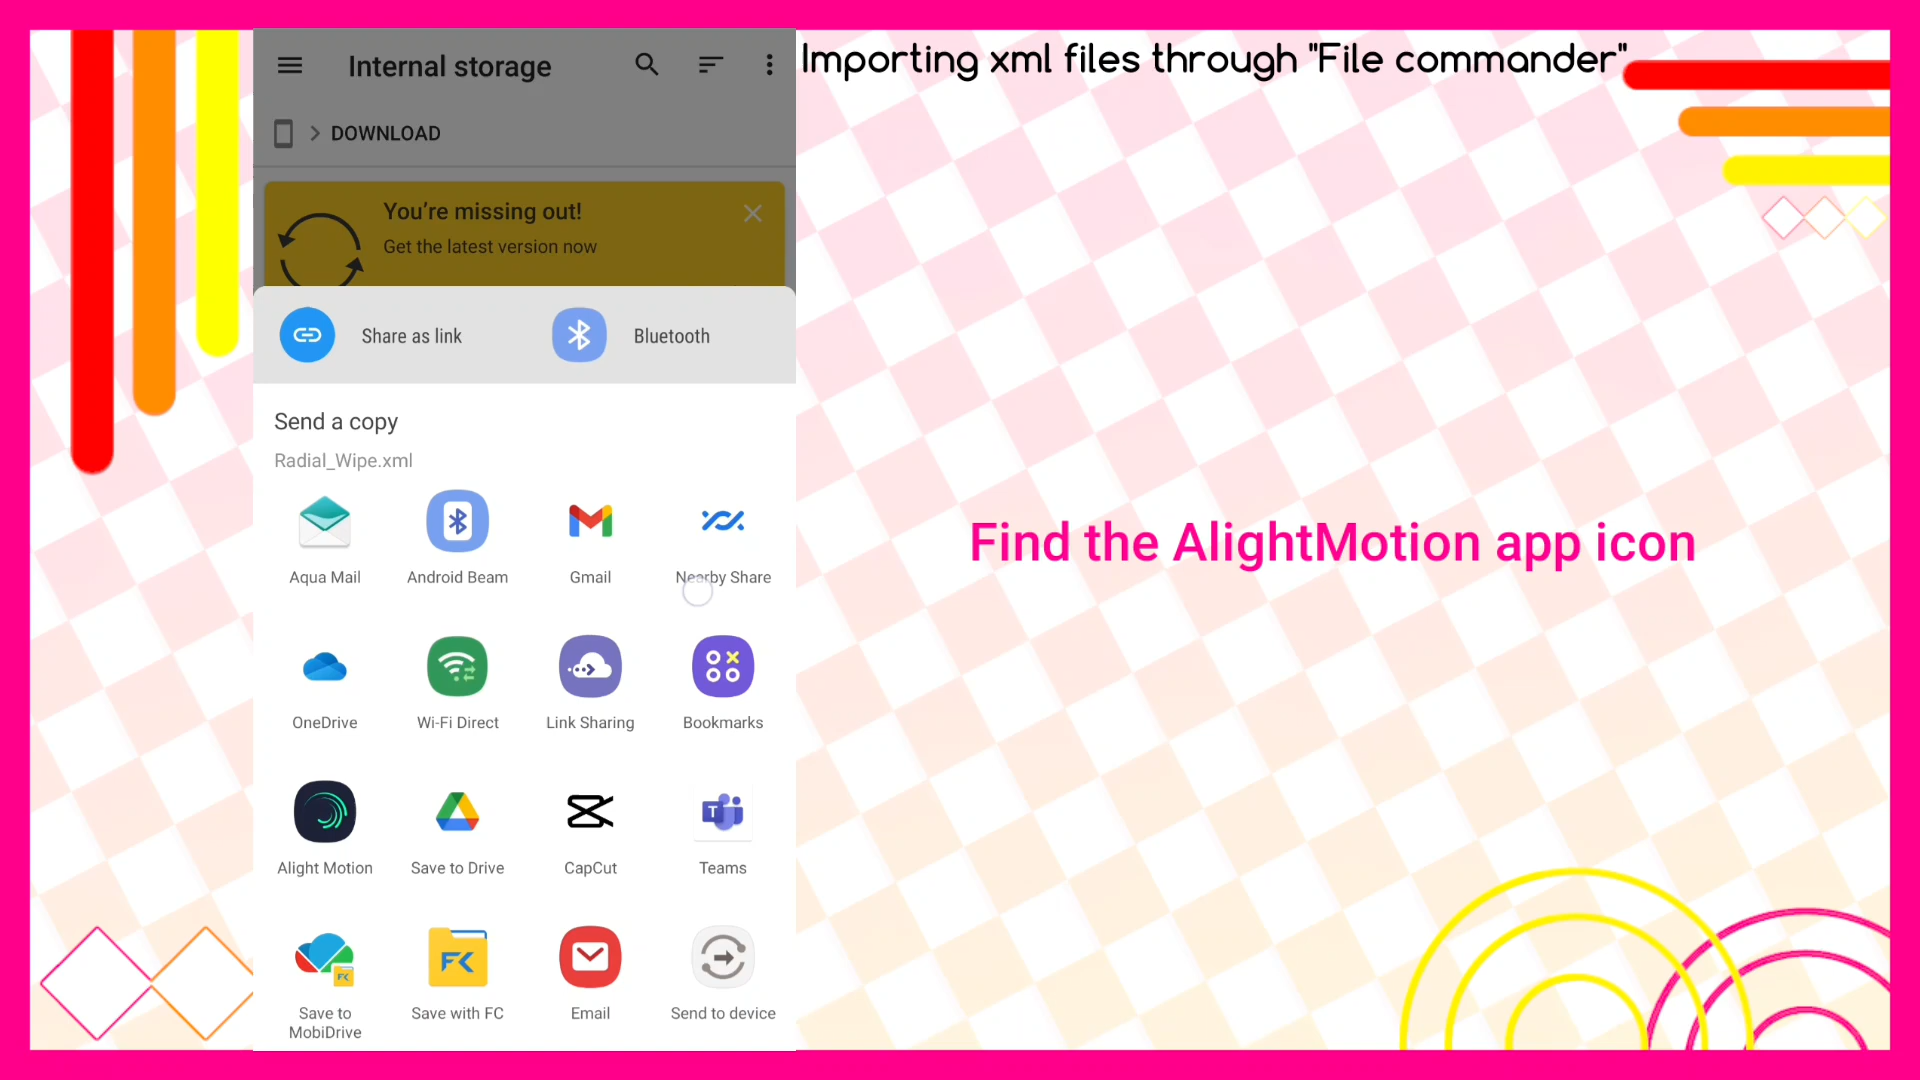 Importing xml files through "File commander"
Internal storage
DOWNLOAD
You're missing out!
Get the latest version now
Share as link
Bluetooth
Send a copy
Radial_Wipe.xml
Aqua Mail
Android Beam
Gmail
Nearby Share
OneDrive
Wi-Fi Direct
Link Sharing
Bookmarks
Alight Motion
Save to Drive
CapCut
T
Teams
FC
FC
Save to
MobiDrive
Save with FC
Email
Send to device
Find the AlightMotion app icon